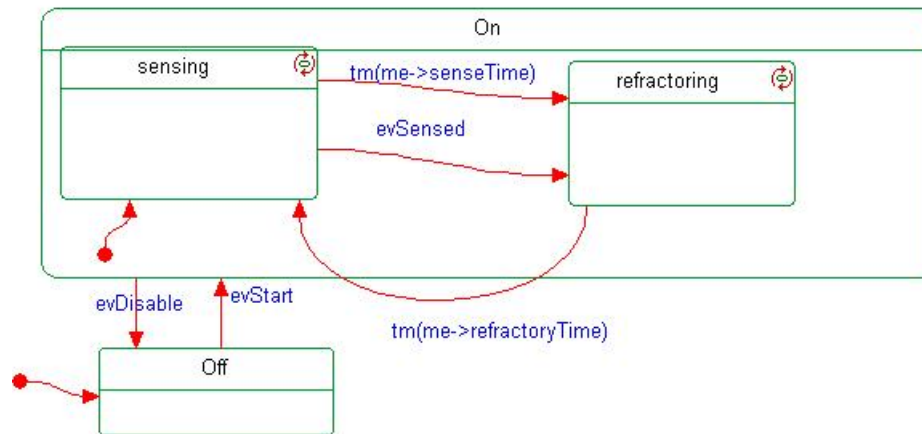 On
sensing
tm(me->senseTime)
refractoring
evSensed
evDisable
evStart
tm(me->refractoryTime)
Off